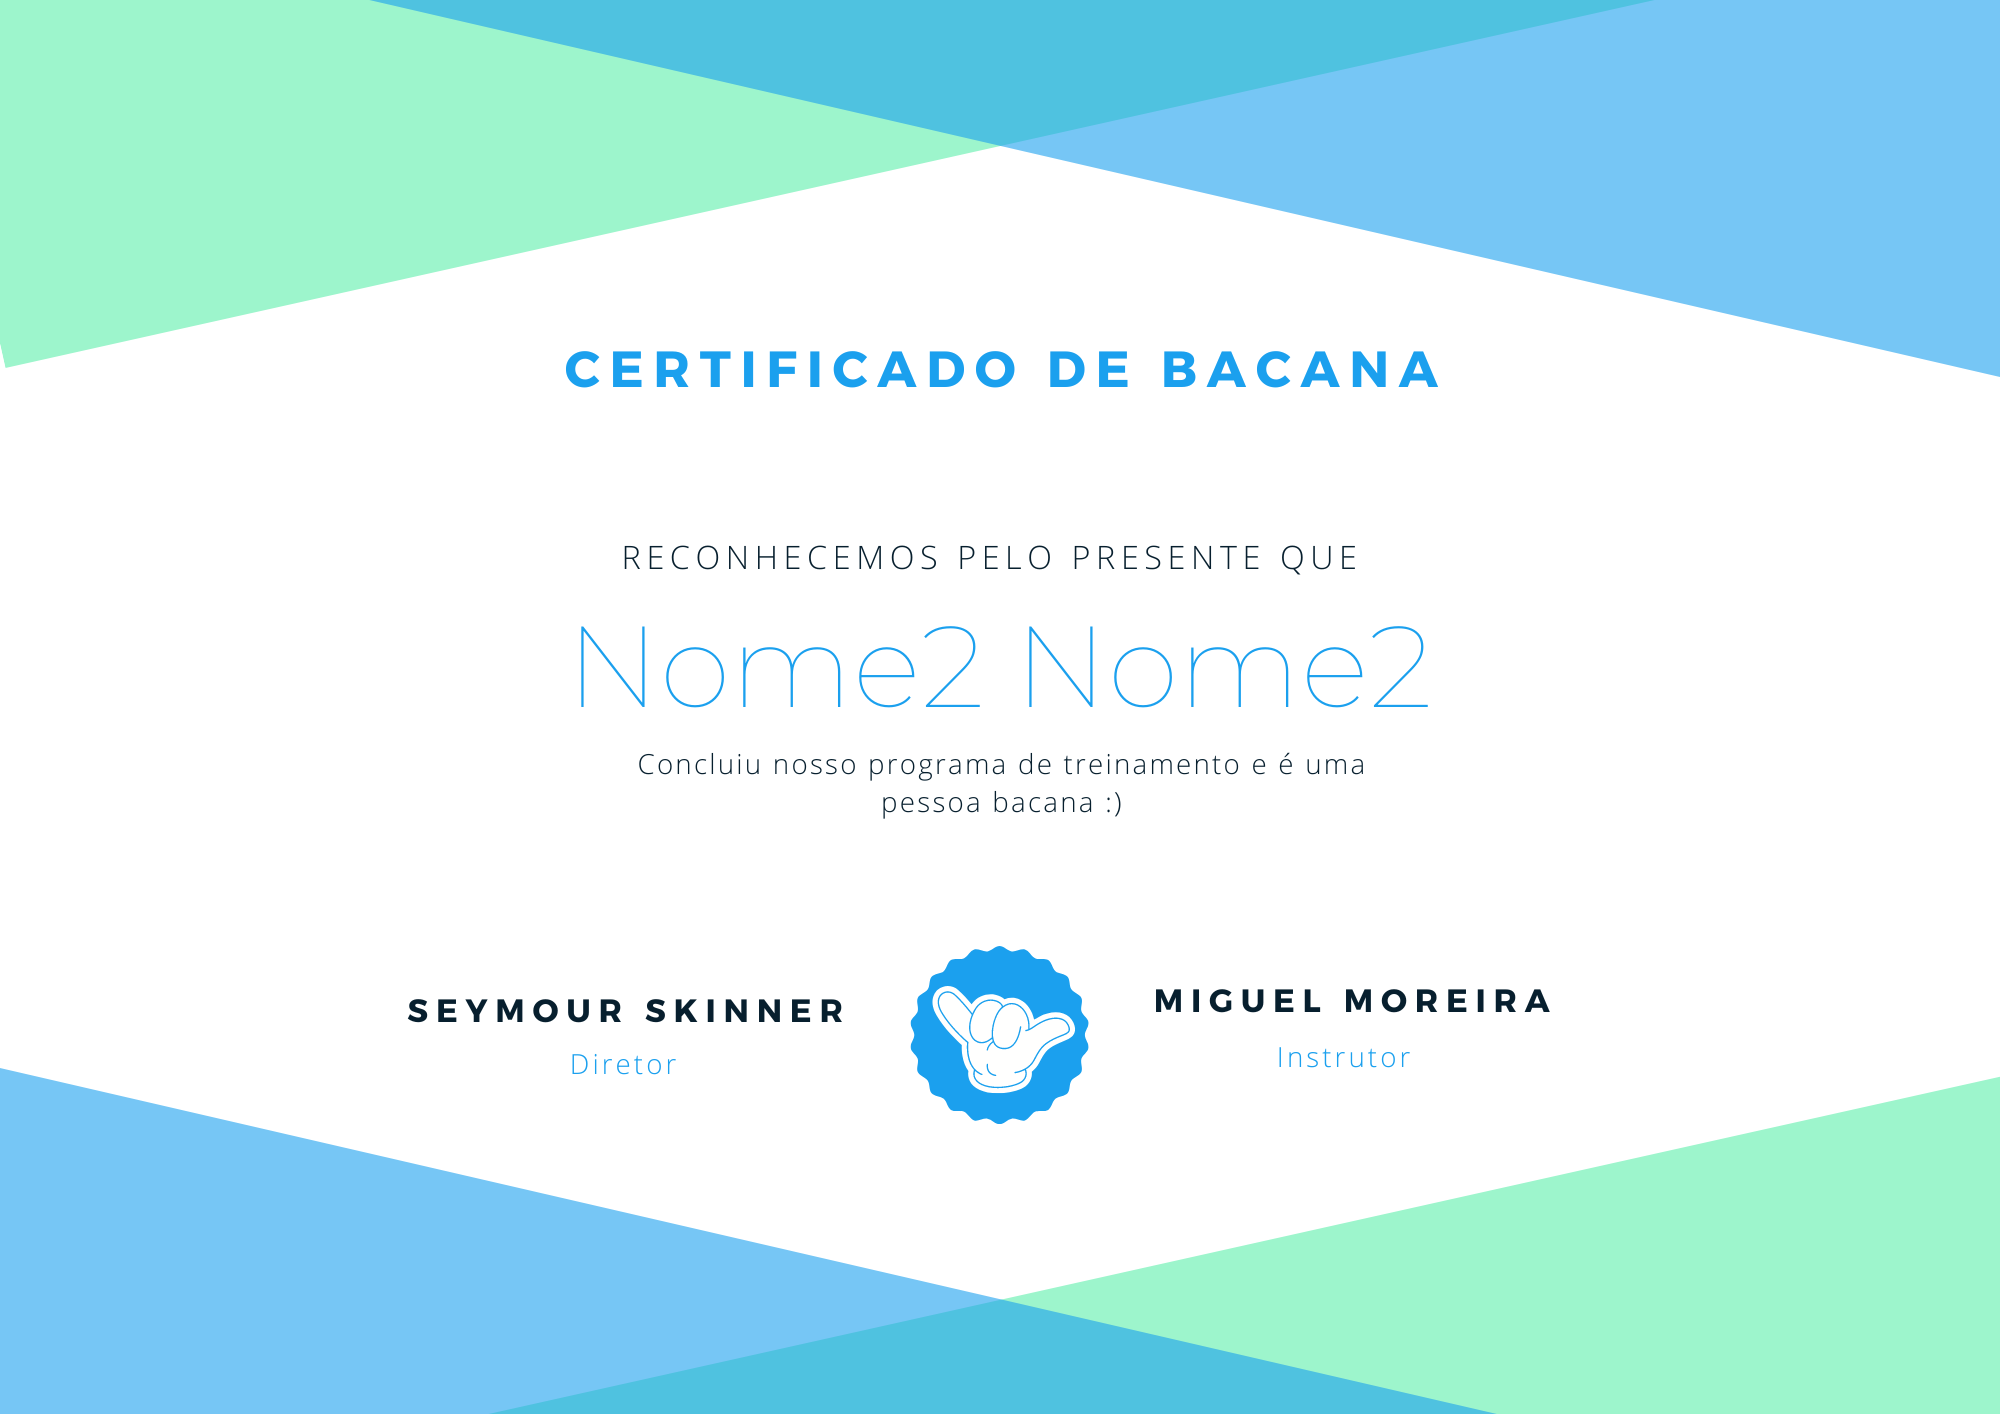 CERTIFICADO DE BACANA
RECONHECEMOS PELO PRESENTE QUE
Nome2 Nome2
Concluiu nosso programa de treinamento e é uma
pessoa bacana :)
SEYMOUR SKINNER
Diretor
MIGUEL MOREIRA
Instrutor